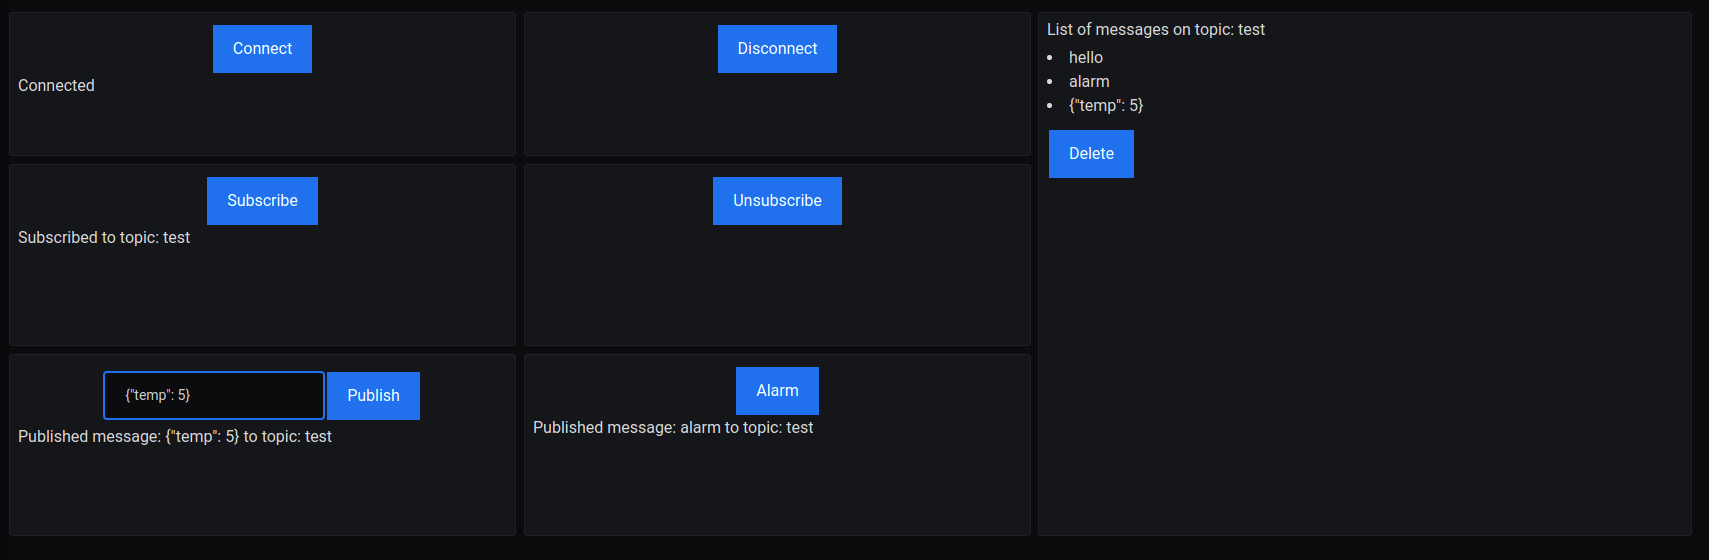 Connect
Connected
Disconnect
Subscribe
Subscribed to topic: test
Unsubscribe
{"temp": 5}
Publish
Published message: {"temp": 5} to topic: test
Alarm
Published message: alarm to topic: test
List of messages on topic: test
hello
alarm
{"temp": 5}
Delete